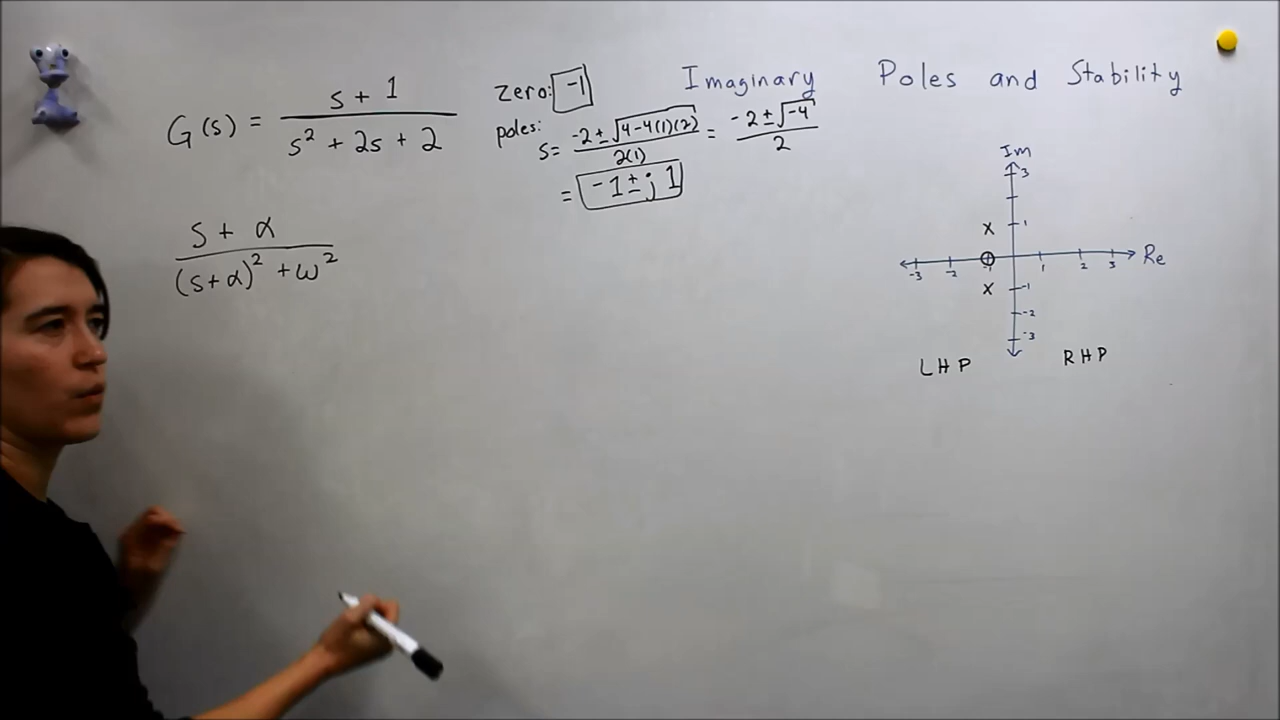 Imaginary Poles and Stability
G(s) = s + 1 / s² + 2s + 2
zero: -1
poles:
s = -2 ± √4-4(1)(2) / 2(1) = -2 ± √-4 / 2
= -1 ± j 1
s + α / (s+α)² + ω²
Im
3
1
-3 -2 -1 1 2 3 Re
-1
-2
-3
LHP RHP